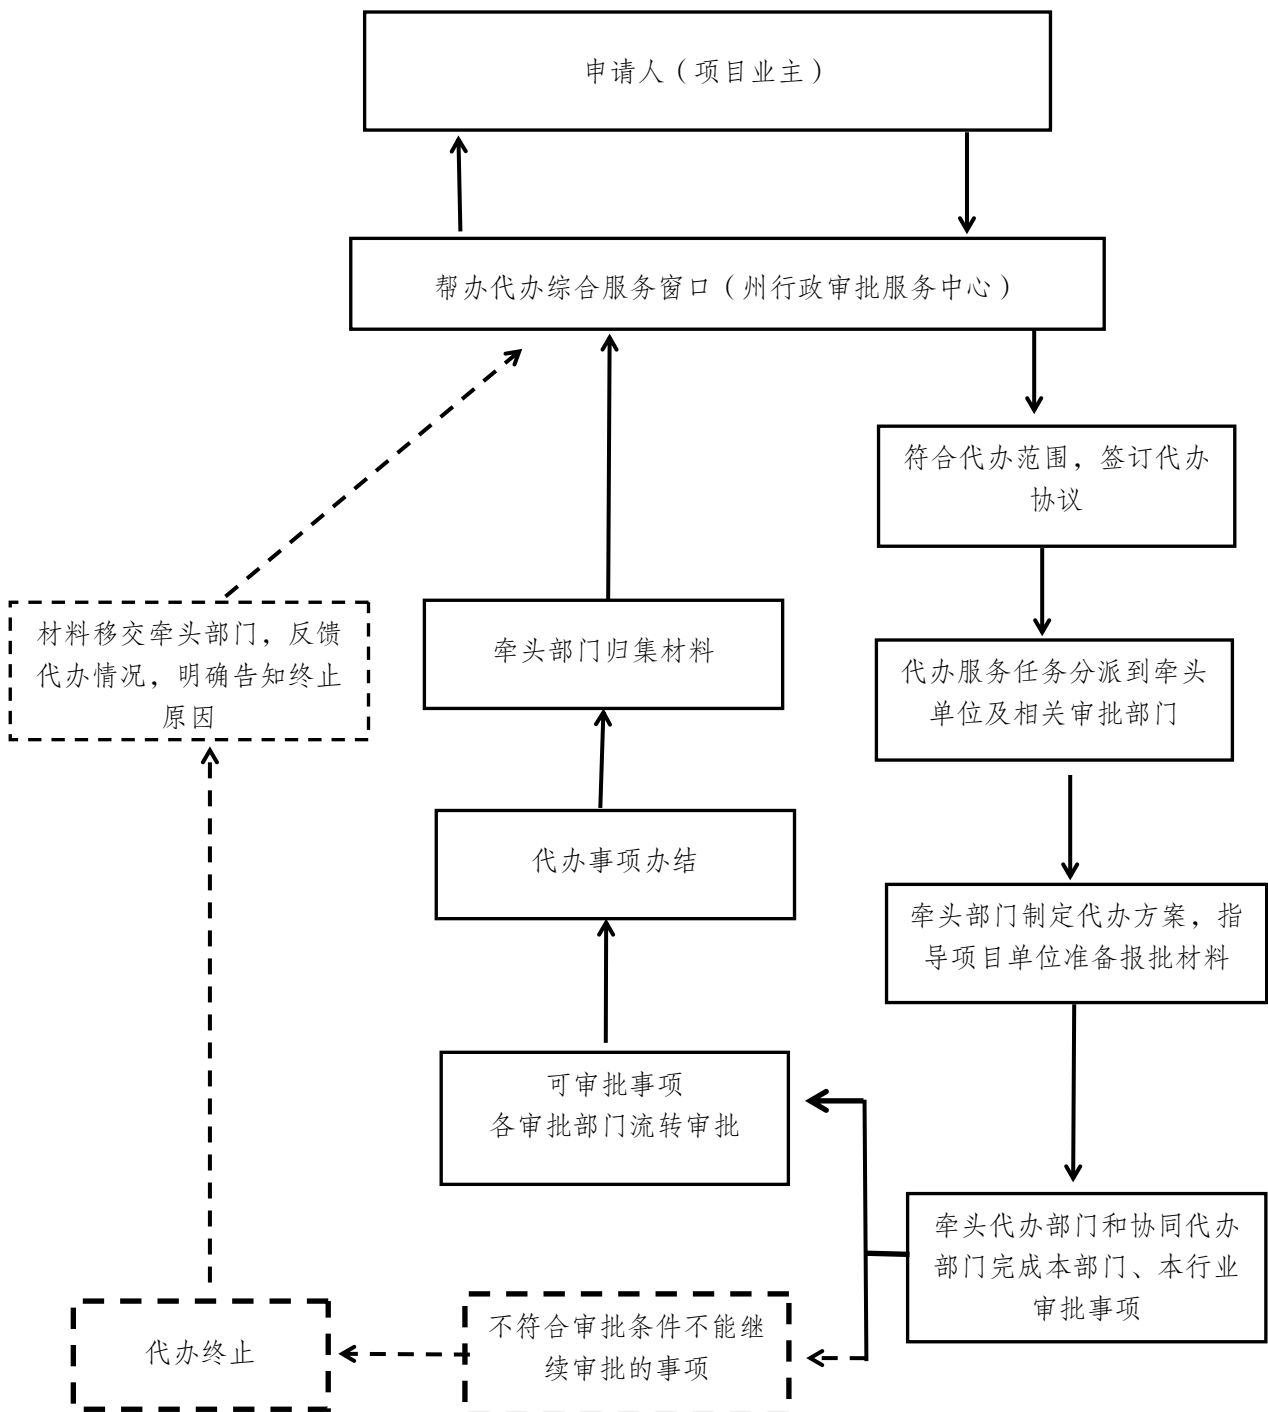 申请人（项目业主）
帮办代办综合服务窗口（州行政审批服务中心）
符合代办范围，签订代办
协议
材料移交牵头部门，反馈
代办情况，明确告知终止
原因
牵头部门归集材料
代办服务任务分派到牵头
单位及相关审批部门
代办事项办结
牵头部门制定代办方案，指
导项目单位准备报批材料
可审批事项
各审批部门流转审批
牵头代办部门和协同代办
部门完成本部门、本行业
审批事项
代办终止
不符合审批条件不能继
续审批的事项